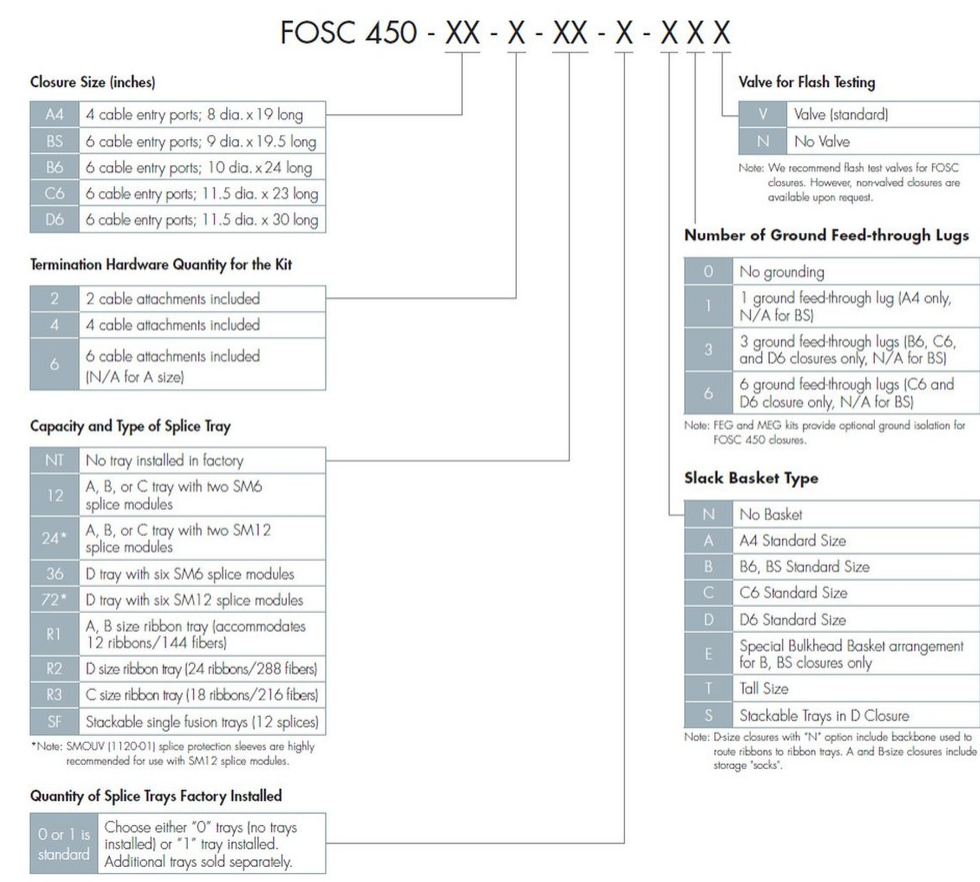 FOSC 450 - XX - X - XX - X - X X X
Closure Size (inches)
A4 4 cable entry ports; 8 dia. x 19 long
BS 6 cable entry ports; 9 dia. x 19.5 long
B6 6 cable entry ports; 10 dia. x 24 long
C6 6 cable entry ports; 11.5 dia. x 23 long
D6 6 cable entry ports; 11.5 dia. x 30 long
Termination Hardware Quantity for the Kit
2 2 cable attachments included
4 4 cable attachments included
6 6 cable attachments included
(N/A for A size)
Capacity and Type of Splice Tray
NT No tray installed in factory
12 A, B, or C tray with two SM6
splice modules
24* A, B, or C tray with two SM12
splice modules
36 D tray with six SM6 splice modules
72* D tray with six SM12 splice modules
R1 A, B size ribbon tray (accommodates
12 ribbons/144 fibers)
R2 D size ribbon tray (24 ribbons/288 fibers)
R3 C size ribbon tray (18 ribbons/216 fibers)
SF Stackable single fusion trays (12 splices)
*Note: SMOUV (1120-01) splice protection sleeves are highly
recommended for use with SM12 splice modules.
Quantity of Splice Trays Factory Installed
0 or 1 is
standard
Choose either "0" trays (no trays
installed) or "1" tray installed.
Additional trays sold separately.
Valve for Flash Testing
V Valve (standard)
N No Valve
Note: We recommend flash test valves for FOSC
closures. However, non-valved closures are
available upon request.
Number of Ground Feed-through Lugs
0 No grounding
1 1 ground feed-through lug (A4 only,
N/A for BS)
3 3 ground feed-through lugs (B6, C6,
and D6 closures only, N/A for BS)
6 6 ground feed-through lugs (C6 and
D6 closure only, N/A for BS)
Note: FEG and MEG kits provide optional ground isolation for
FOSC 450 closures.
Slack Basket Type
N No Basket
A A4 Standard Size
B B6, BS Standard Size
C C6 Standard Size
D D6 Standard Size
E Special Bulkhead Basket arrangement
for B, BS closures only
T Tall Size
S Stackable Trays in D Closure
Note: D-size closures with "N" option include backbone used to
route ribbons to ribbon trays. A and B-size closures include
storage "socks".